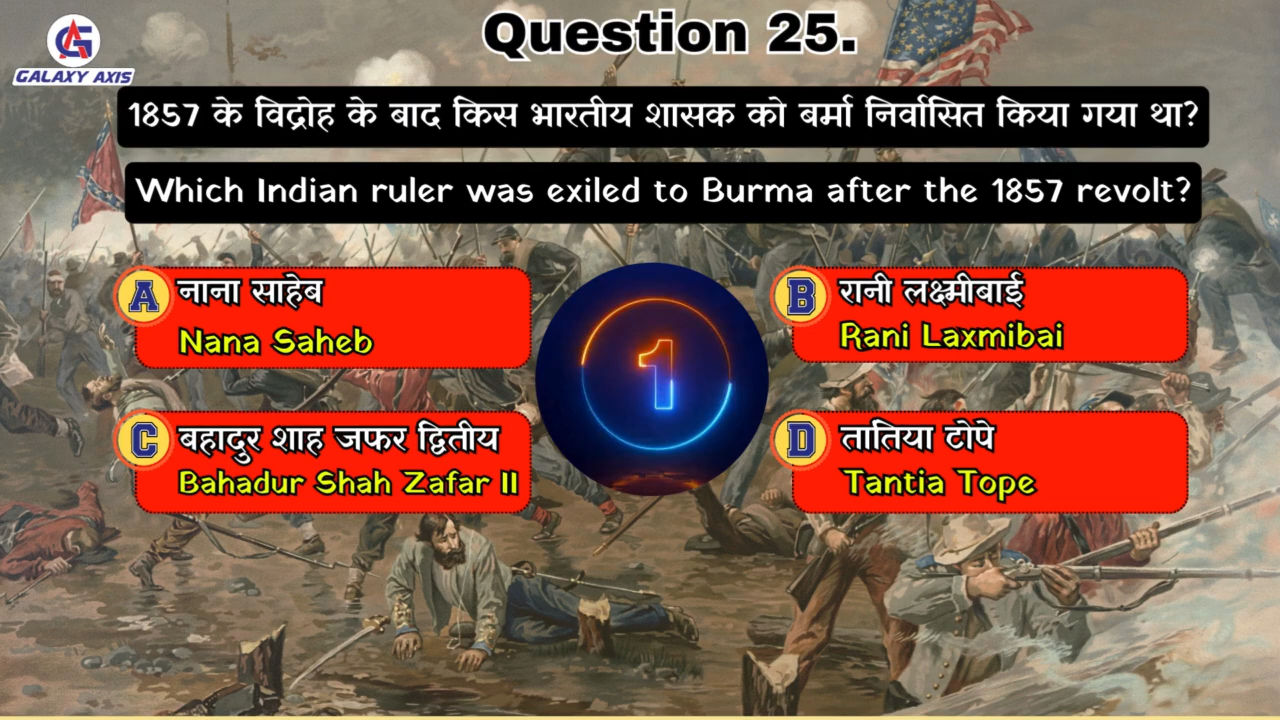 Question 25.
GALAXY AXIS
1857 के विद्रोह के बाद किस भारतीय शासक को बर्मा निर्वासित किया गया था?
Which Indian ruler was exiled to Burma after the 1857 revolt?
A नाना साहेब
Nana Saheb
B रानी लक्ष्मीबाई
Rani Laxmibai
1
C बहादुर शाह जफर द्वितीय
Bahadur Shah Zafar II
D तातिया टोपे
Tantia Tope